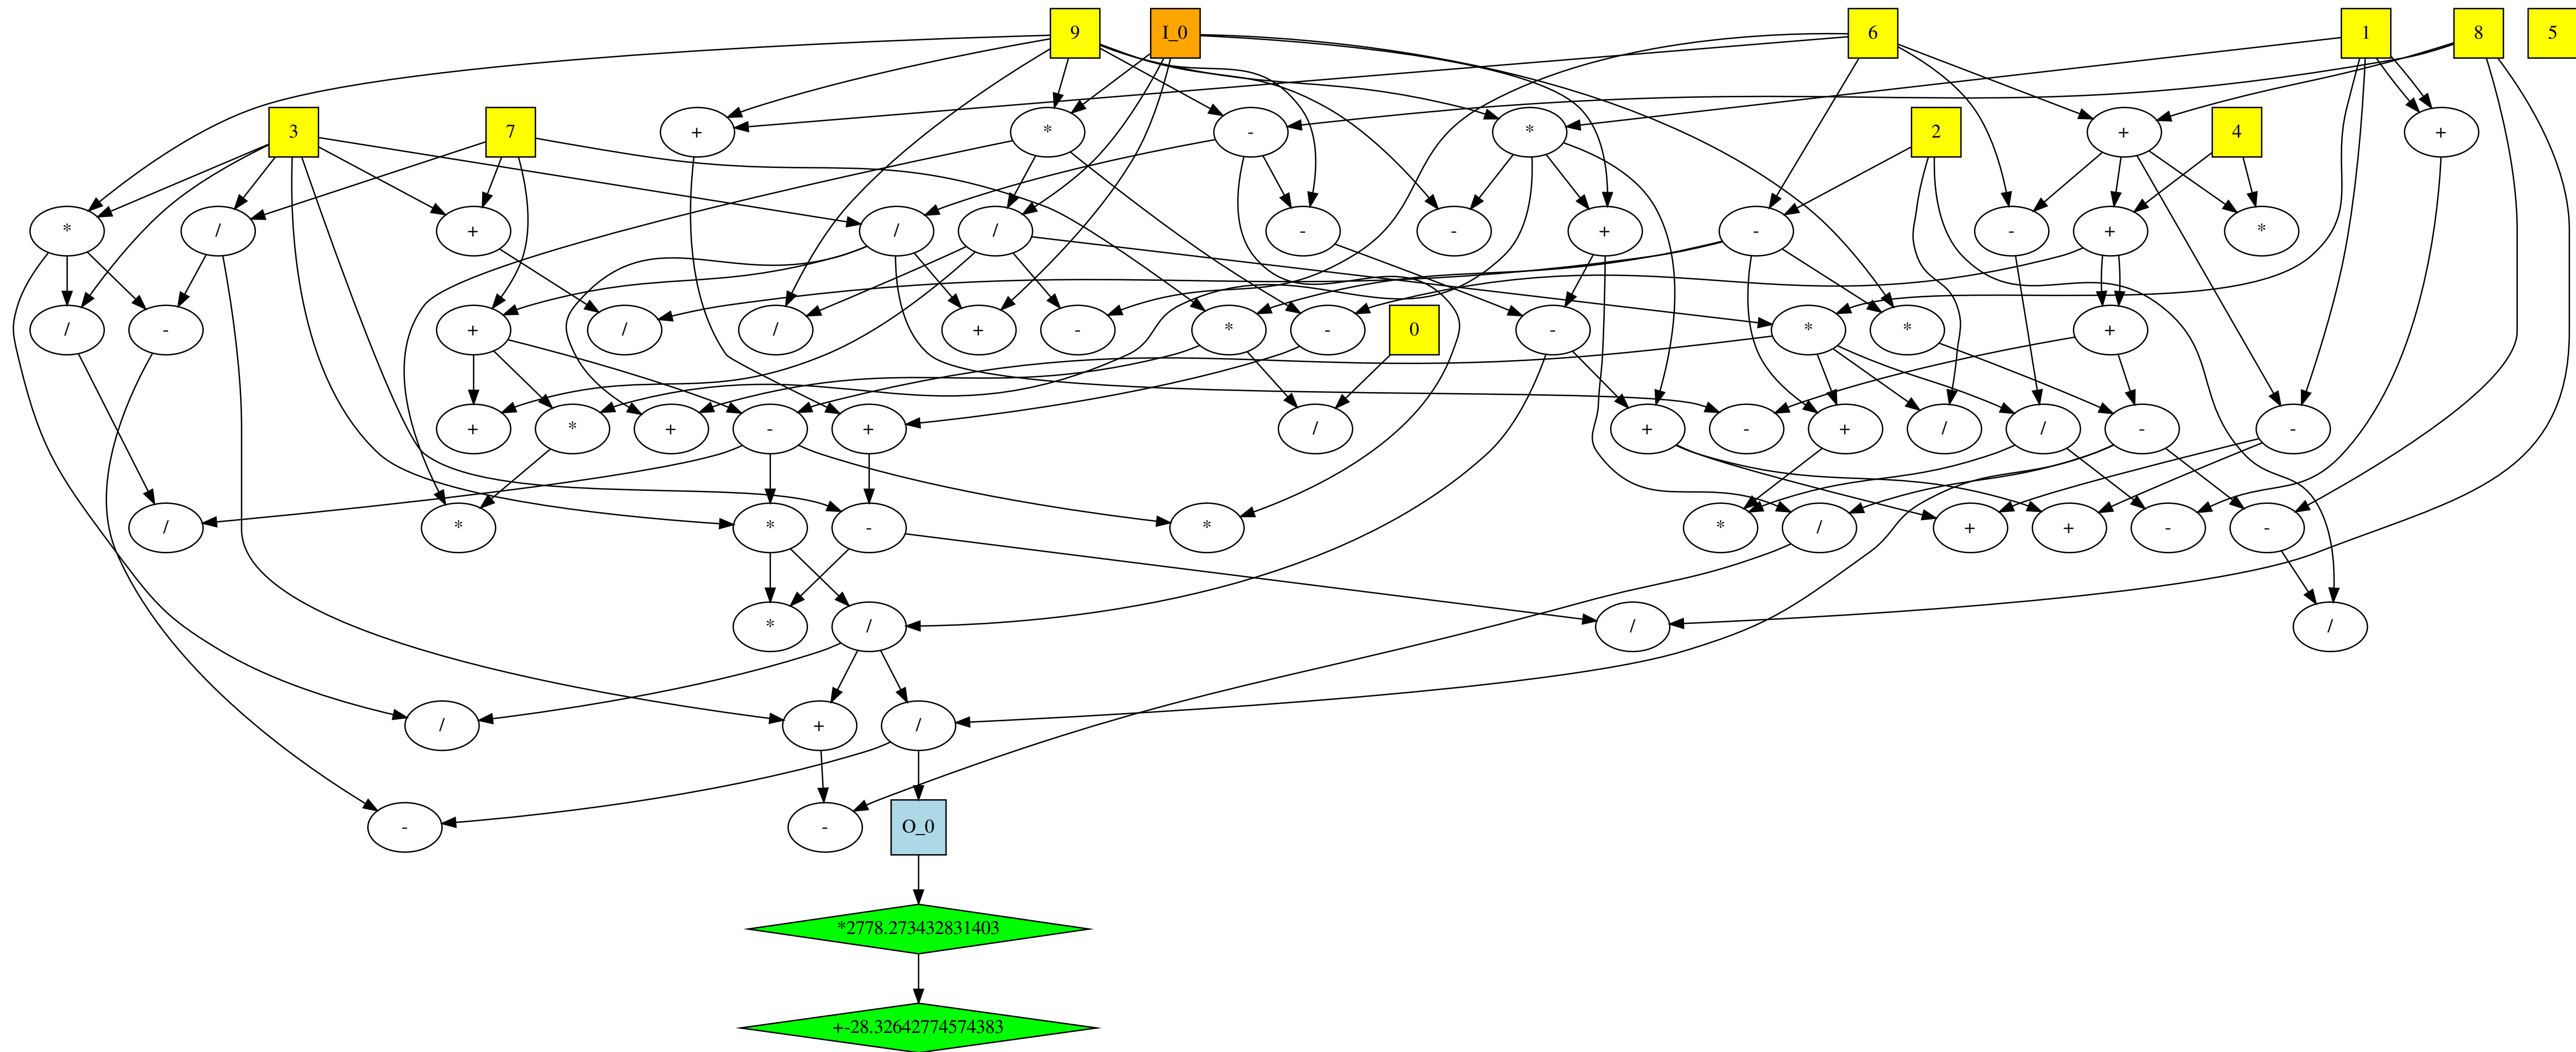 9 I_0 6 1 8 5
3 7 + * - * 2 + 4 +
* / + / / - - + - - + *
/ - + / / + - * - 0 - * * +
+ * + - + / + - + / / - -
/ * * - * * / + + - -
* / / /
/ + /
- - O_0
*2778.273432831403
+-28.32642774574383